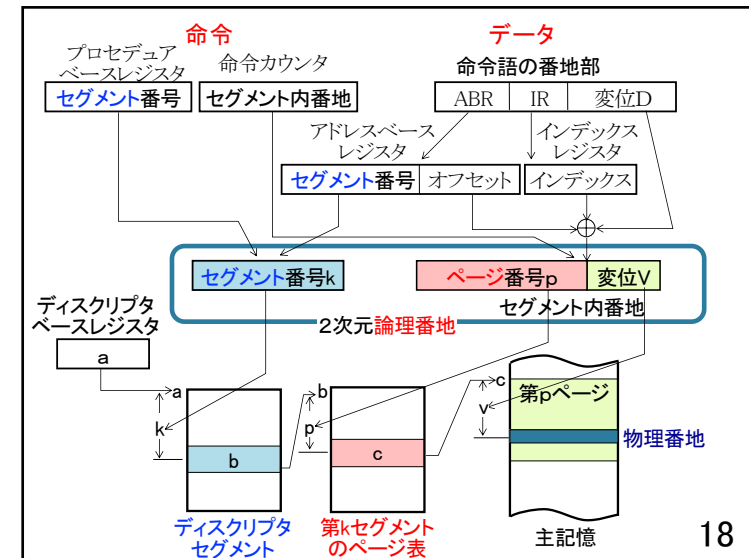 命令
データ
プロセデュア
ベースレジスタ
命令カウンタ
命令語の番地部
セグメント番号
セグメント内番地
ABR
IR
変位D
アドレスベース
レジスタ
インデックス
レジスタ
セグメント番号
オフセット
インデックス
セグメント番号k
ページ番号p
変位V
セグメント内番地
2次元論理番地
ディスクリプタ
ベースレジスタ
a
a
k
b
b
p
c
c
v
第pページ
物理番地
ディスクリプタ
セグメント
第kセグメント
のページ表
主記憶
18